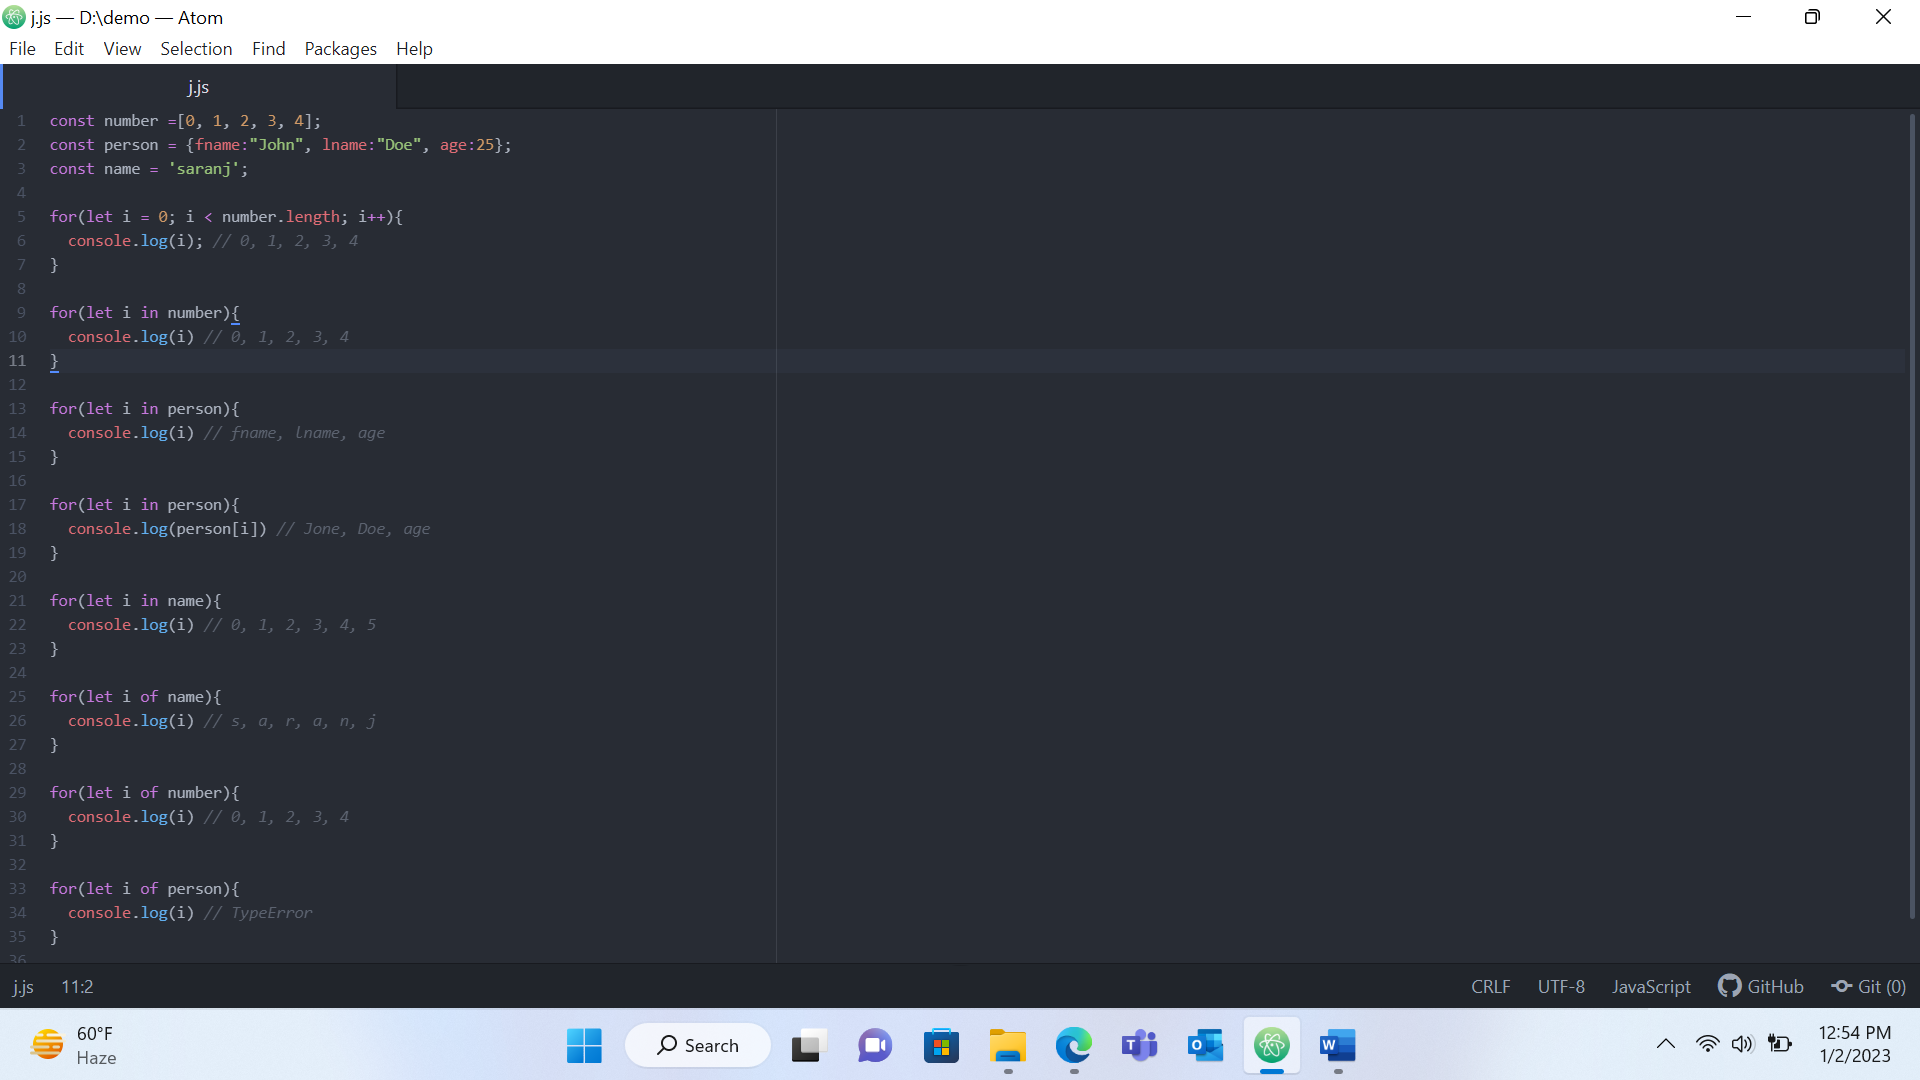 j.js — D:\demo — Atom
File Edit View Selection Find Packages Help
j.js
1 const number =[0, 1, 2, 3, 4];
2 const person = {fname:"John", lname:"Doe", age:25};
3 const name = 'saranj';
4
5 for(let i = 0; i < number.length; i++){
6   console.log(i); // 0, 1, 2, 3, 4
7 }
8
9 for(let i in number){
10   console.log(i) // 0, 1, 2, 3, 4
11 }
12
13 for(let i in person){
14   console.log(i) // fname, lname, age
15 }
16
17 for(let i in person){
18   console.log(person[i]) // Jone, Doe, age
19 }
20
21 for(let i in name){
22   console.log(i) // 0, 1, 2, 3, 4, 5
23 }
24
25 for(let i of name){
26   console.log(i) // s, a, r, a, n, j
27 }
28
29 for(let i of number){
30   console.log(i) // 0, 1, 2, 3, 4
31 }
32
33 for(let i of person){
34   console.log(i) // TypeError
35 }
36
j.js 11:2 CRLF UTF-8 JavaScript GitHub Git (0)
60°F
Haze
Search
12:54 PM
1/2/2023